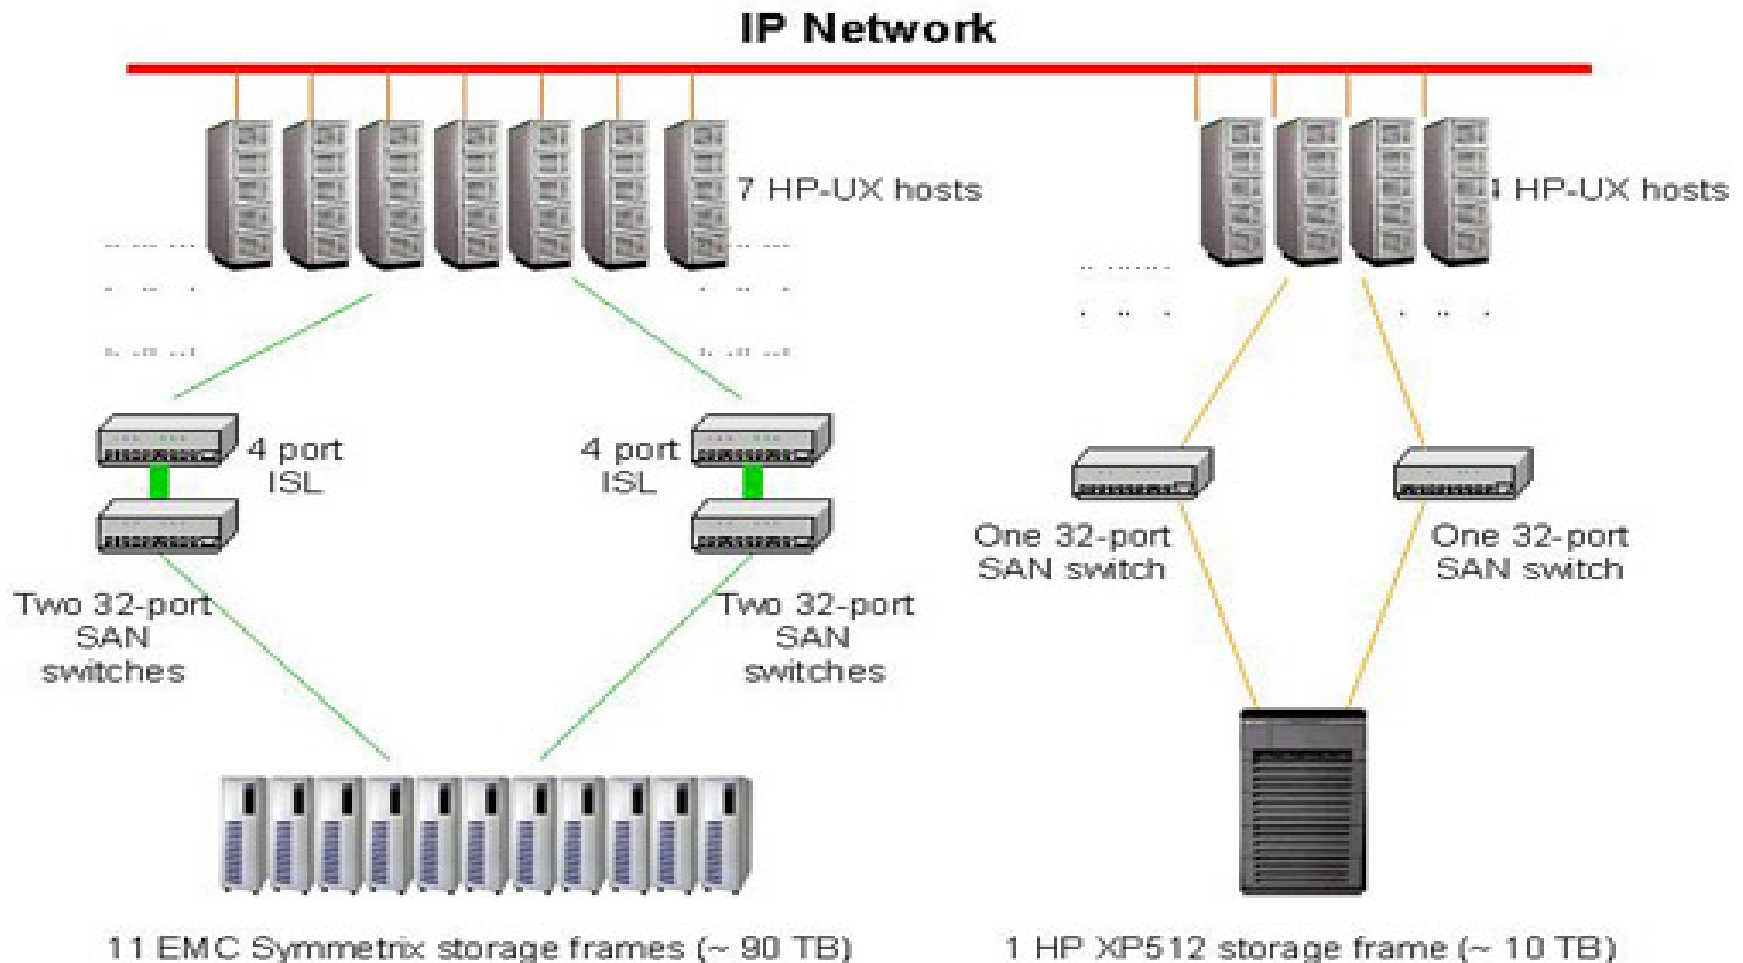 IP Network
7 HP-UX hosts
4 HP-UX hosts
4 port
ISL
4 port
ISL
One 32-port
SAN switch
One 32-port
SAN switch
Two 32-port
SAN
switches
Two 32-port
SAN
switches
11 EMC Symmetrix storage frames (~ 90 TB)
1 HP XP512 storage frame (~ 10 TB)